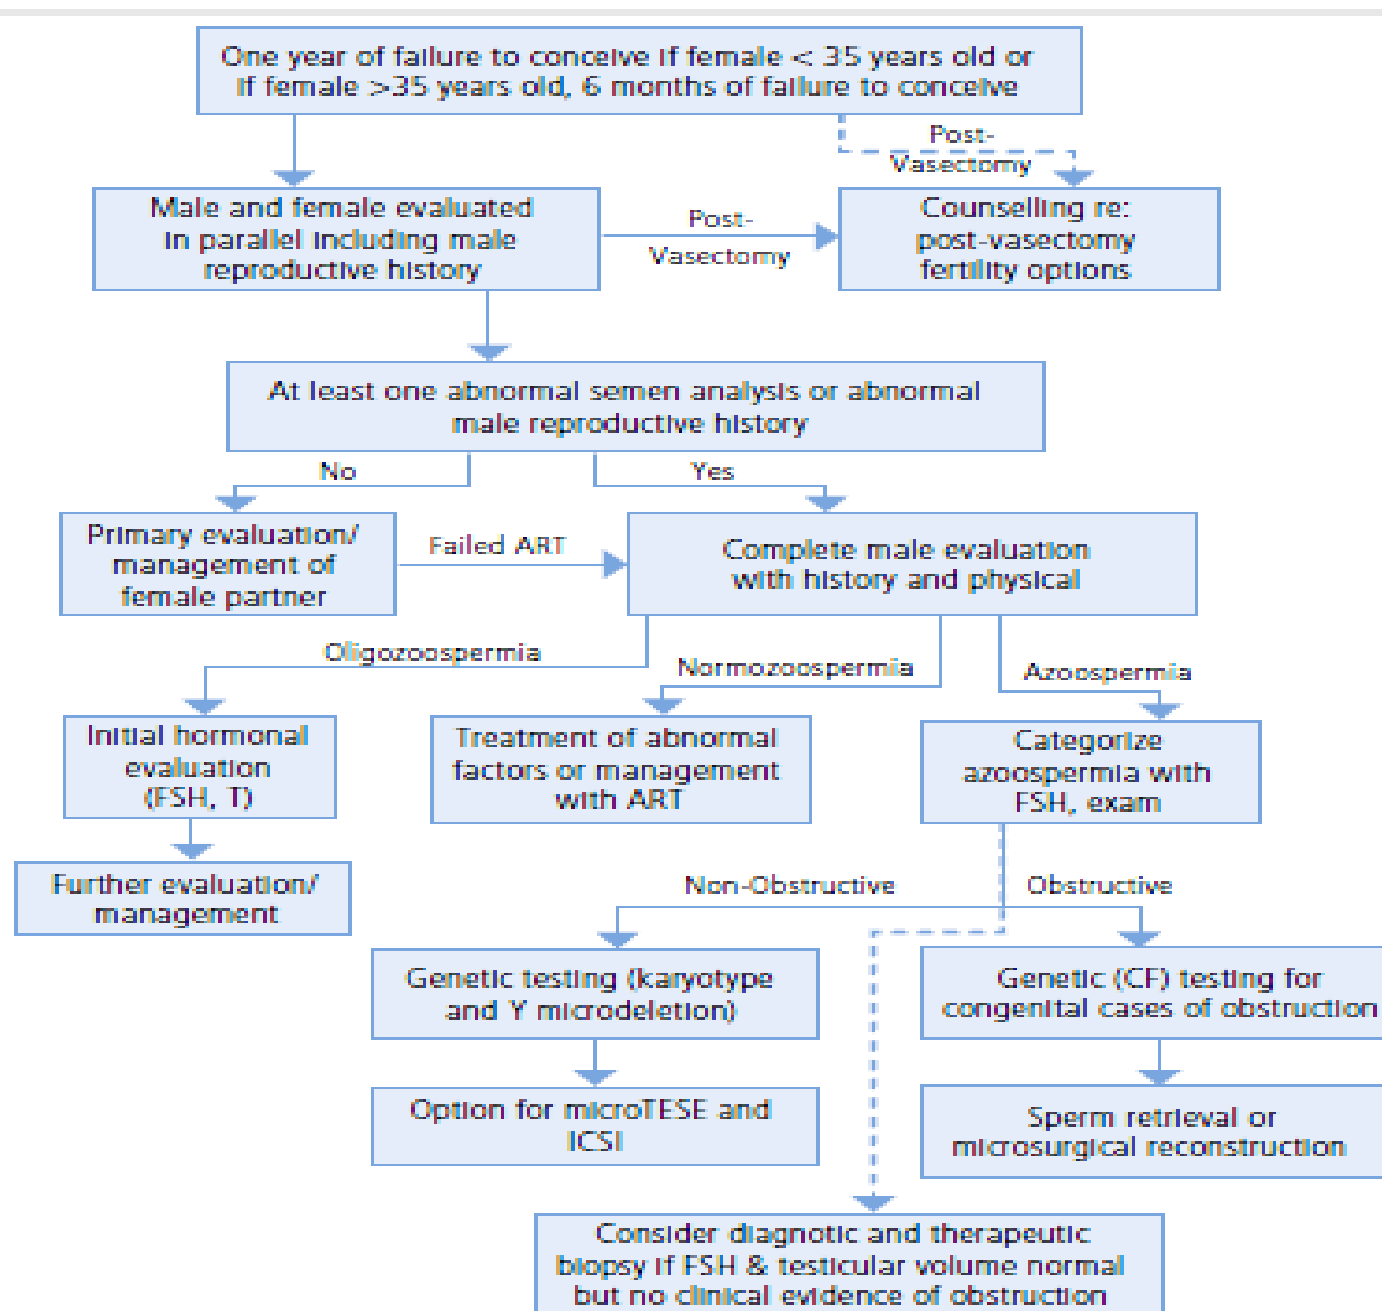 One year of failure to conceive if female < 35 years old or
if female >35 years old, 6 months of failure to conceive
Post-
Vasectomy
Male and female evaluated
in parallel including male
reproductive history
Post-
Vasectomy
Counselling re:
post-vasectomy
fertility options
At least one abnormal semen analysis or abnormal
male reproductive history
No
Yes
Primary evaluation/
management of
female partner
Failed ART
Complete male evaluation
with history and physical
Oligozoospermia
Normozoospermia
Azoospermia
Initial hormonal
evaluation
(FSH, T)
Treatment of abnormal
factors or management
with ART
Categorize
azoospermia with
FSH, exam
Further evaluation/
management
Non-Obstructive
Obstructive
Genetic testing (karyotype
and Y microdeletion)
Genetic (CF) testing for
congenital cases of obstruction
Option for microTESE and
ICSI
Sperm retrieval or
microsurgical reconstruction
Consider diagnotic and therapeutic
biopsy if FSH & testicular volume normal
but no clinical evidence of obstruction